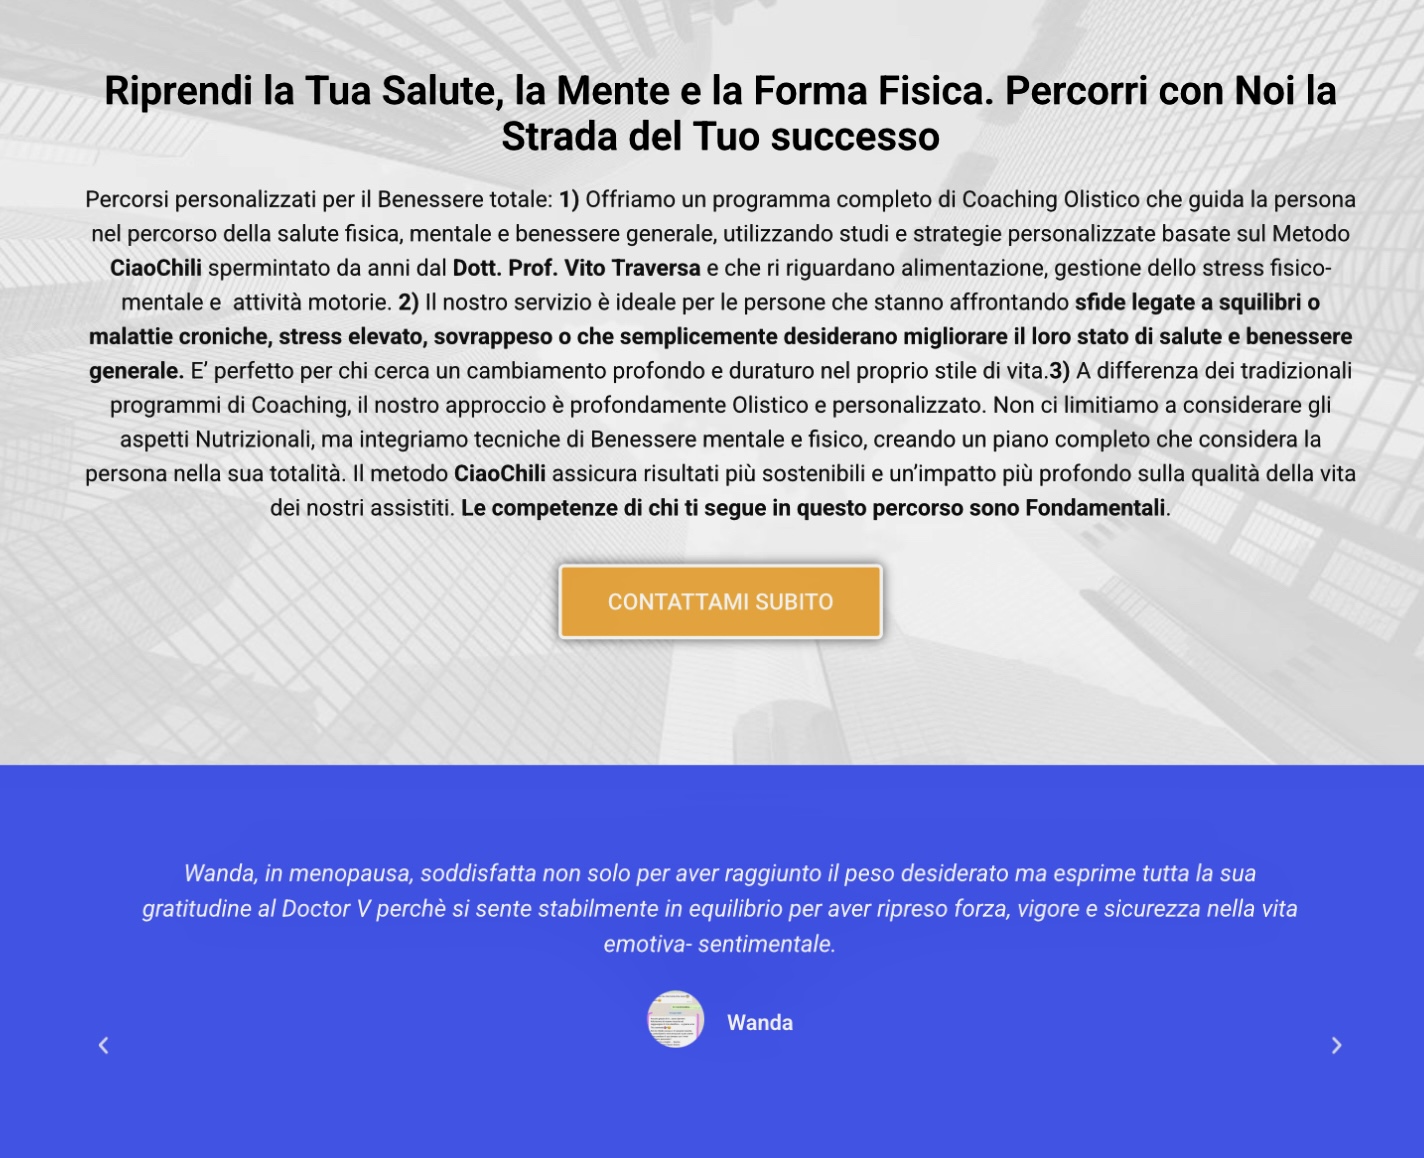 Riprendi la Tua Salute, la Mente e la Forma Fisica. Percorri con Noi la
Strada del Tuo successo
Percorsi personalizzati per il Benessere totale: 1) Offriamo un programma completo di Coaching Olistico che guida la persona
nel percorso della salute fisica, mentale e benessere generale, utilizzando studi e strategie personalizzate basate sul Metodo
CiaoChili spermintato da anni dal Dott. Prof. Vito Traversa e che ri riguardano alimentazione, gestione dello stress fisico-
mentale e  attività motorie. 2) Il nostro servizio è ideale per le persone che stanno affrontando sfide legate a squilibri o
malattie croniche, stress elevato, sovrappeso o che semplicemente desiderano migliorare il loro stato di salute e benessere
generale. E’ perfetto per chi cerca un cambiamento profondo e duraturo nel proprio stile di vita.3) A differenza dei tradizionali
programmi di Coaching, il nostro approccio è profondamente Olistico e personalizzato. Non ci limitiamo a considerare gli
aspetti Nutrizionali, ma integriamo tecniche di Benessere mentale e fisico, creando un piano completo che considera la
persona nella sua totalità. Il metodo CiaoChili assicura risultati più sostenibili e un’impatto più profondo sulla qualità della vita
dei nostri assistiti. Le competenze di chi ti segue in questo percorso sono Fondamentali.
CONTATTAMI SUBITO
Wanda, in menopausa, soddisfatta non solo per aver raggiunto il peso desiderato ma esprime tutta la sua
gratitudine al Doctor V perchè si sente stabilmente in equilibrio per aver ripreso forza, vigore e sicurezza nella vita
emotiva- sentimentale.
Wanda